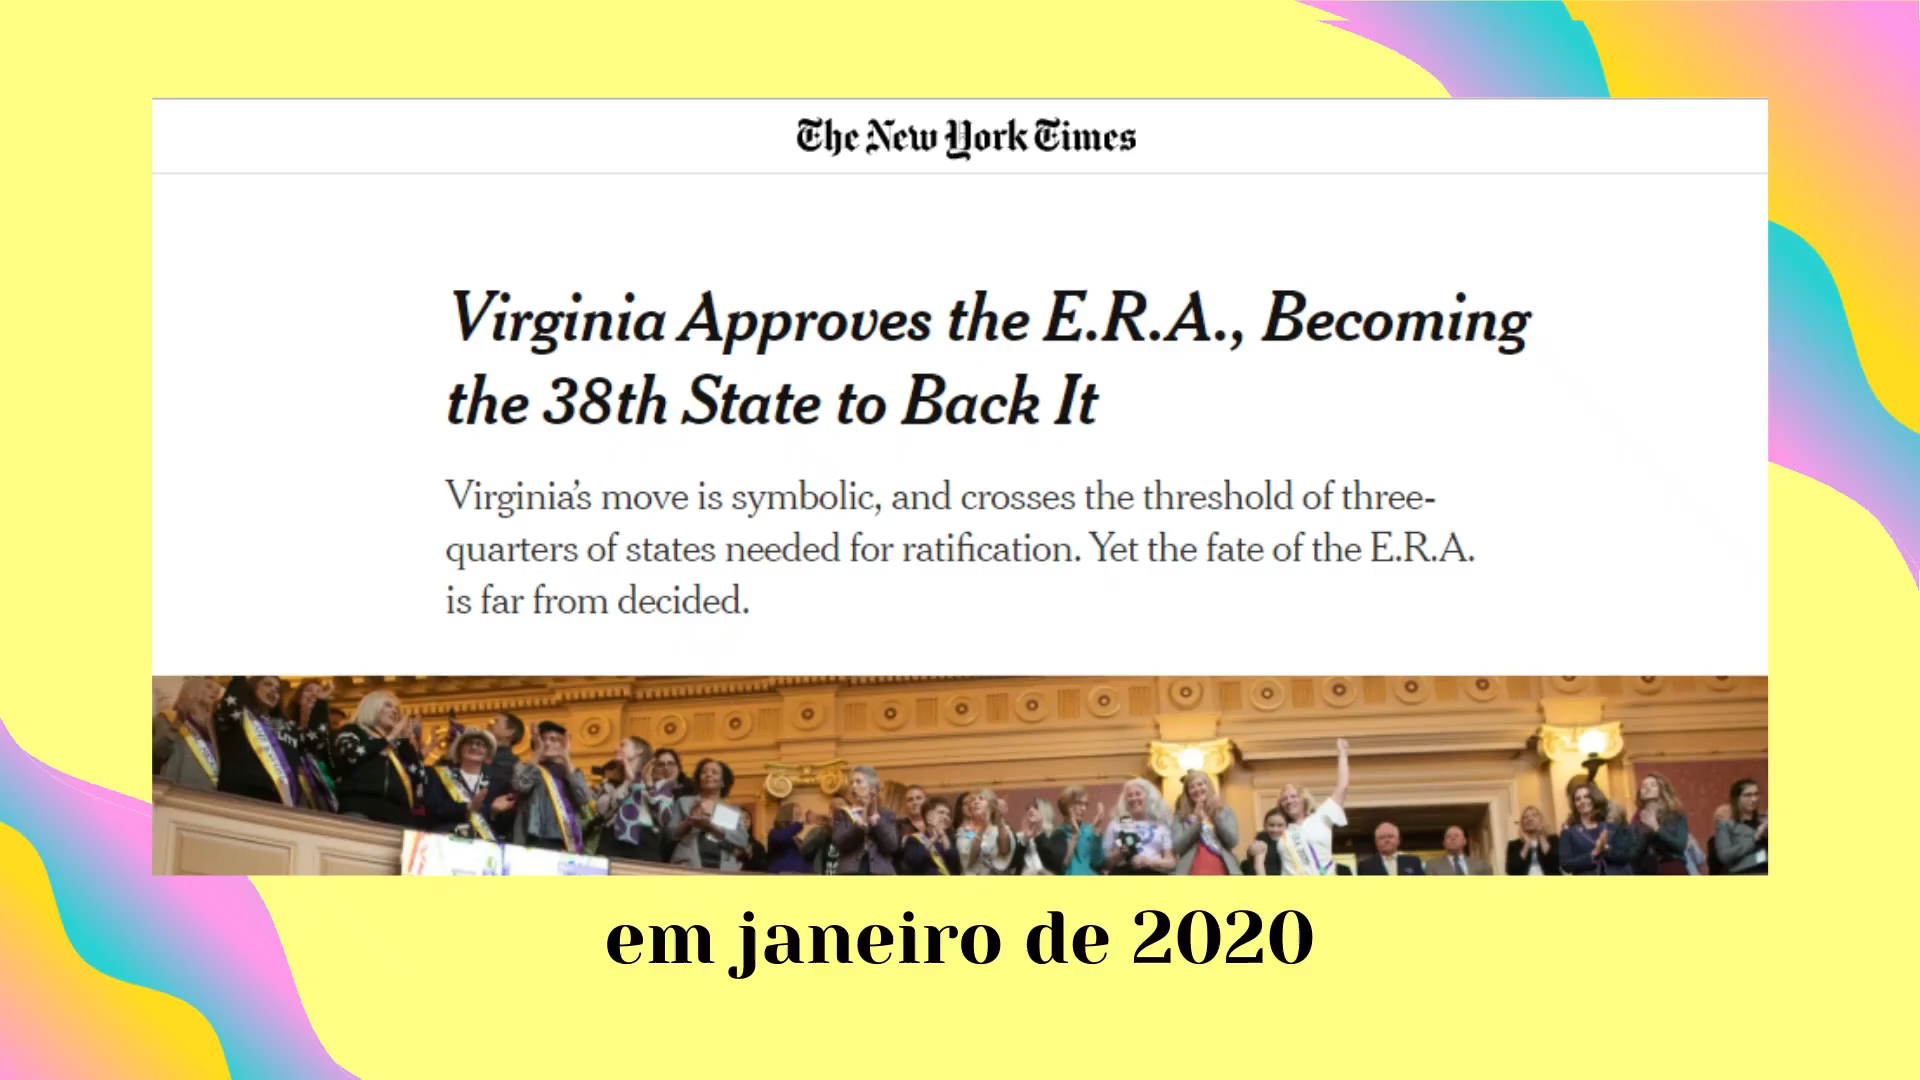 The New York Times
Virginia Approves the E.R.A., Becoming
the 38th State to Back It
Virginia's move is symbolic, and crosses the threshold of three-
quarters of states needed for ratification. Yet the fate of the E.R.A.
is far from decided.
em janeiro de 2020